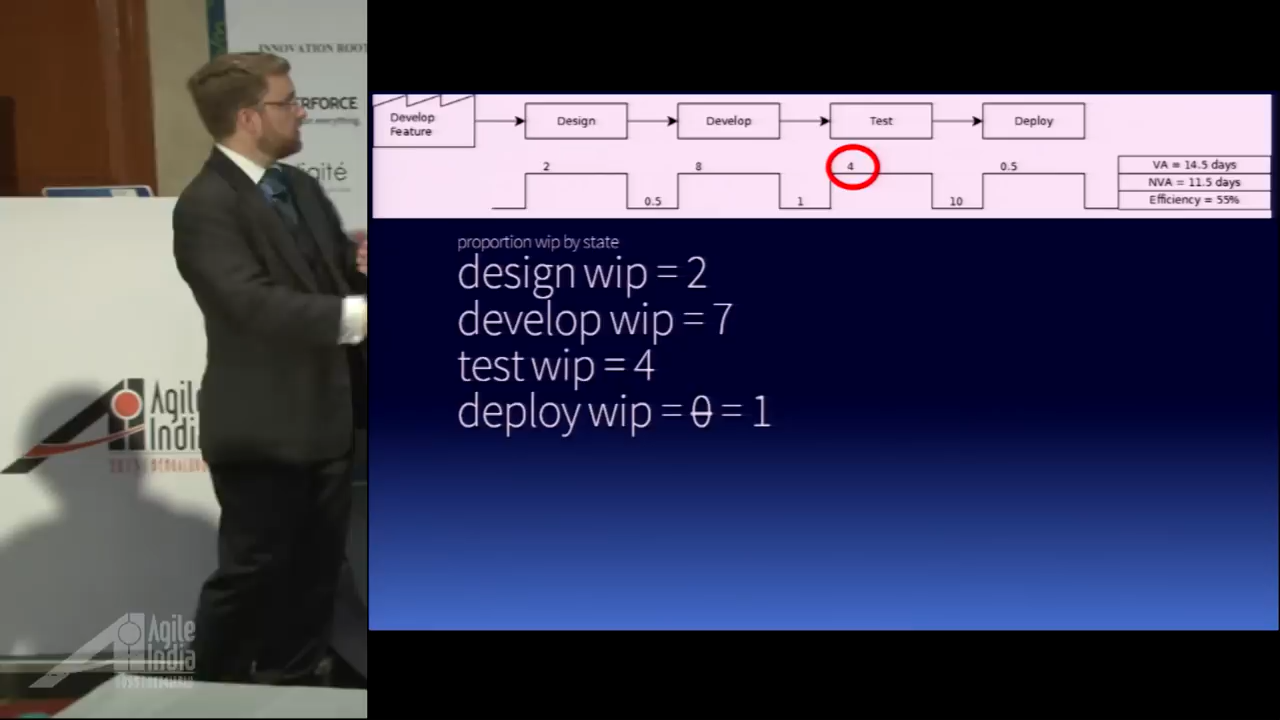 INNOVATION ROOT
ERFORCE
Agile
India
Develop
Feature
Design
Develop
Test
Deploy
2
8
4
0.5
0.5
1
10
VA = 14.5 days
NVA = 11.5 days
Efficiency = 55%
proportion wip by state
design wip = 2
develop wip = 7
test wip = 4
deploy wip = 0 = 1
Agile
India